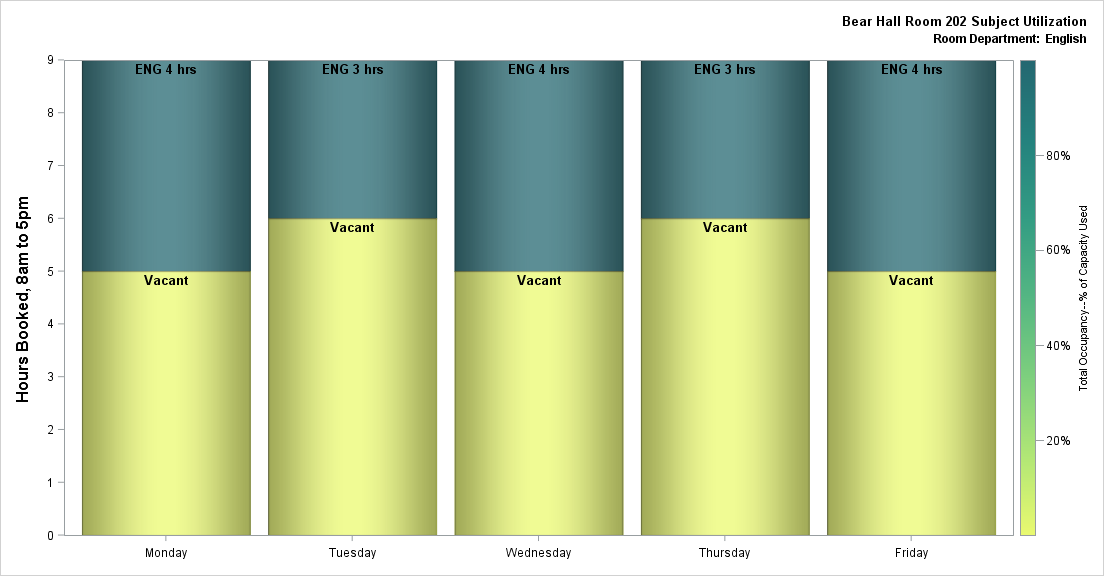 Bear Hall Room 202 Subject Utilization
Room Department: English
Hours Booked, 8am to 5pm
9
8
7
6
5
4
3
2
1
0
ENG 4 hrs
ENG 3 hrs
ENG 4 hrs
ENG 3 hrs
ENG 4 hrs
Vacant
Vacant
Vacant
Vacant
Vacant
Monday
Tuesday
Wednesday
Thursday
Friday
80%
60%
40%
20%
Total Occupancy--% of Capacity Used